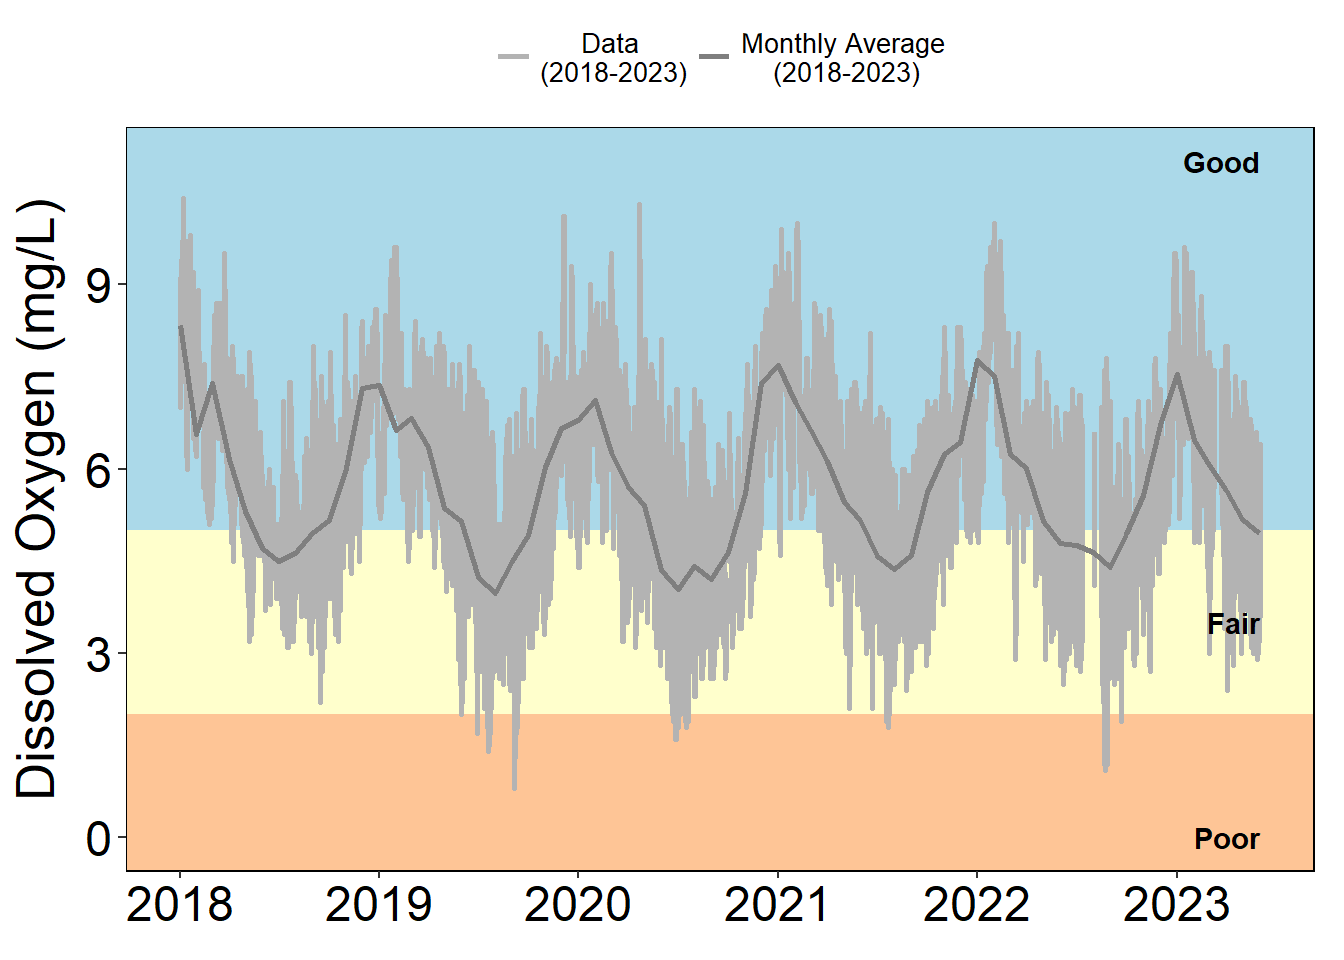 Data
(2018-2023)
Monthly Average
(2018-2023)
Dissolved Oxygen (mg/L)
9
6
3
0
Good
Fair
Poor
2018 2019 2020 2021 2022 2023